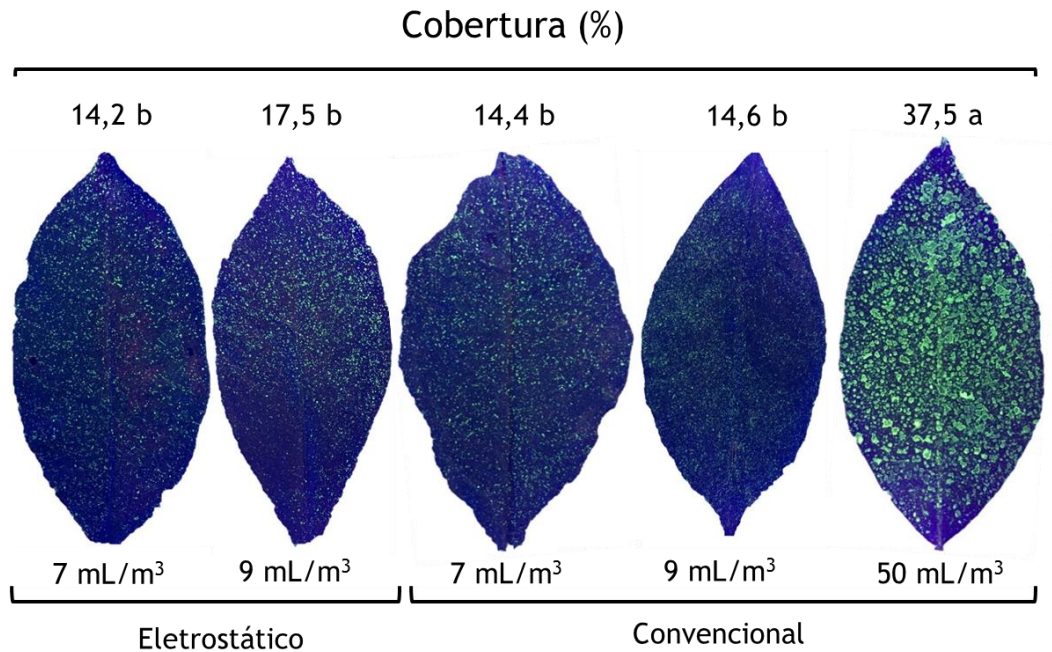 Cobertura (%)
14,2 b 17,5 b 14,4 b 14,6 b 37,5 a
7 mL/m³ 9 mL/m³ 7 mL/m³ 9 mL/m³ 50 mL/m³
Eletrostático Convencional